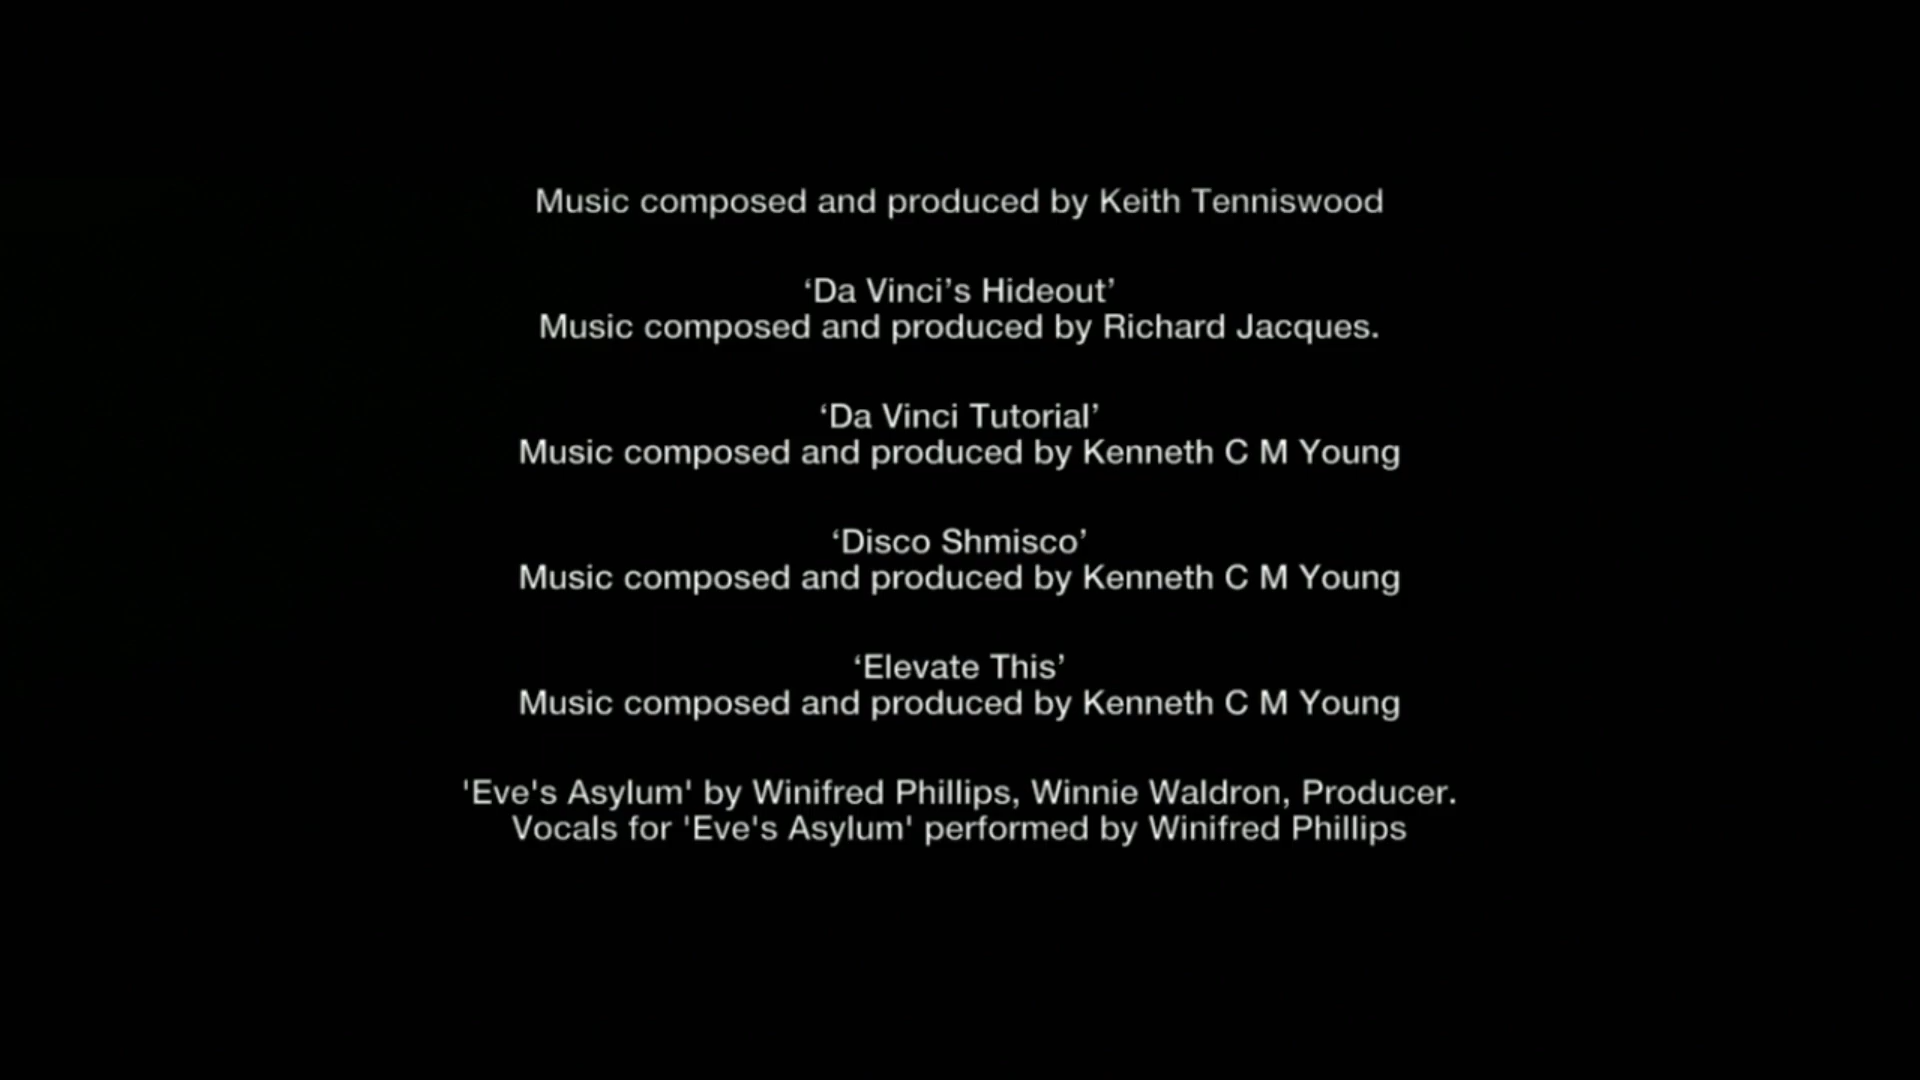 Music composed and produced by Keith Tenniswood
‘Da Vinci’s Hideout’
Music composed and produced by Richard Jacques.
‘Da Vinci Tutorial’
Music composed and produced by Kenneth C M Young
‘Disco Shmisco’
Music composed and produced by Kenneth C M Young
‘Elevate This’
Music composed and produced by Kenneth C M Young
'Eve's Asylum' by Winifred Phillips, Winnie Waldron, Producer.
Vocals for 'Eve's Asylum' performed by Winifred Phillips